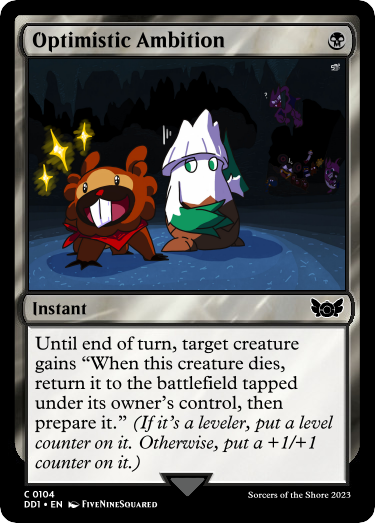 Optimistic Ambition
Instant
Until end of turn, target creature
gains “When this creature dies,
return it to the battlefield tapped
under its owner’s control, then
prepare it.” (If it’s a leveler, put a level
counter on it. Otherwise, put a +1/+1
counter on it.)
C 0104
DD1 • EN FiveNineSquared
Sorcers of the Shore 2023